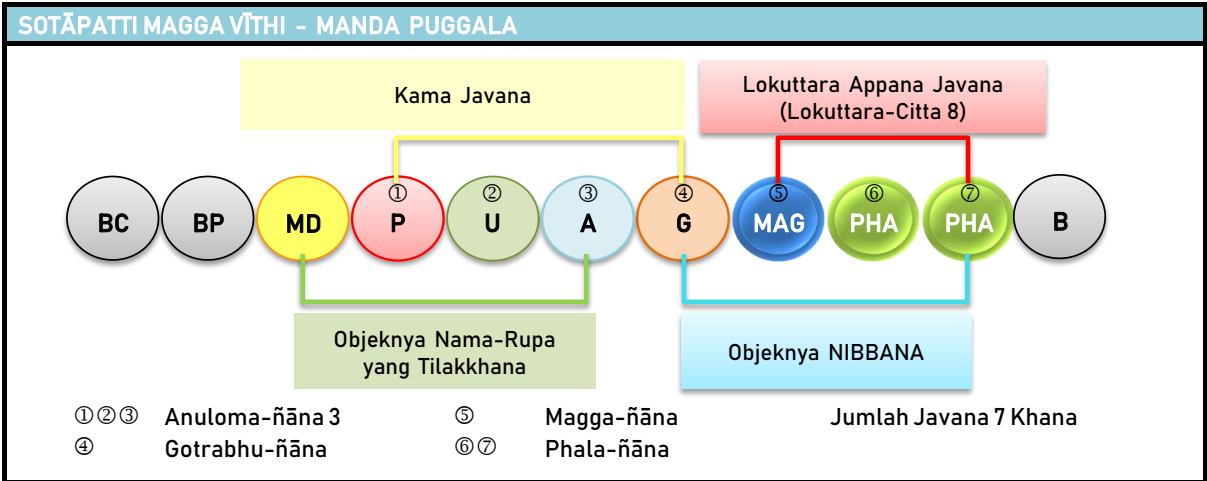 SOTĀPATTI MAGGA VĪTHI - MANDA PUGGALA
Kama Javana
Lokuttara Appana Javana
(Lokuttara-Citta 8)
① ② ③ ④ ⑤ ⑥ ⑦
BC BP MD P U A G MAG PHA PHA B
Objeknya Nama-Rupa
yang Tilakkhana
Objeknya NIBBANA
①②③ Anuloma-ñāna 3 ⑤ Magga-ñāna Jumlah Javana 7 Khana
④ Gotrabhu-ñāna ⑥⑦ Phala-ñāna